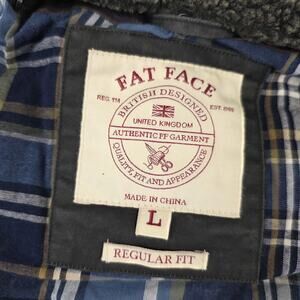 FAT FACE
REG. TM
EST. 1988
BRITISH DESIGNED
UNITED KINGDOM
AUTHENTIC FF GARMENT
QUALITY, FIT AND APPEARANCE
MADE IN CHINA
L
REGULAR FIT